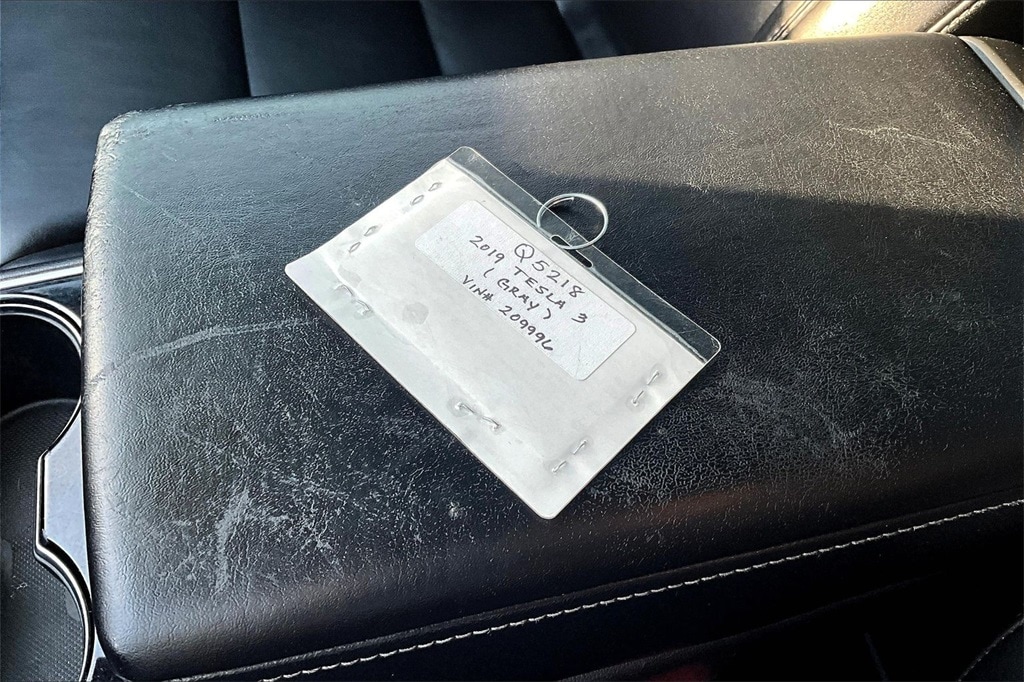 Q5218
2019 TESLA 3
(GRAY)
VIN# 209996